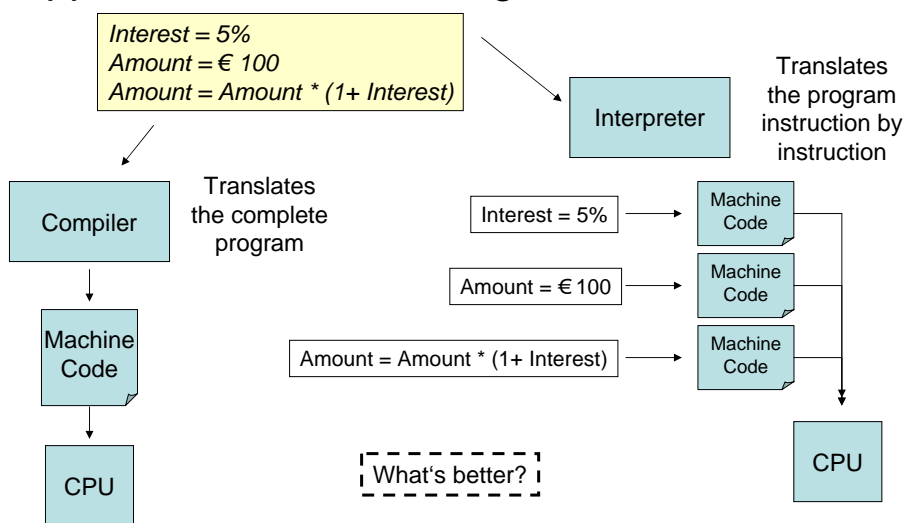 Interest = 5%
Amount = € 100
Amount = Amount * (1+ Interest)
Interpreter
Translates
the program
instruction by
instruction
Compiler
Translates
the complete
program
Machine
Code
CPU
Interest = 5%
Machine
Code
Amount = € 100
Machine
Code
Amount = Amount * (1+ Interest)
Machine
Code
CPU
What‘s better?